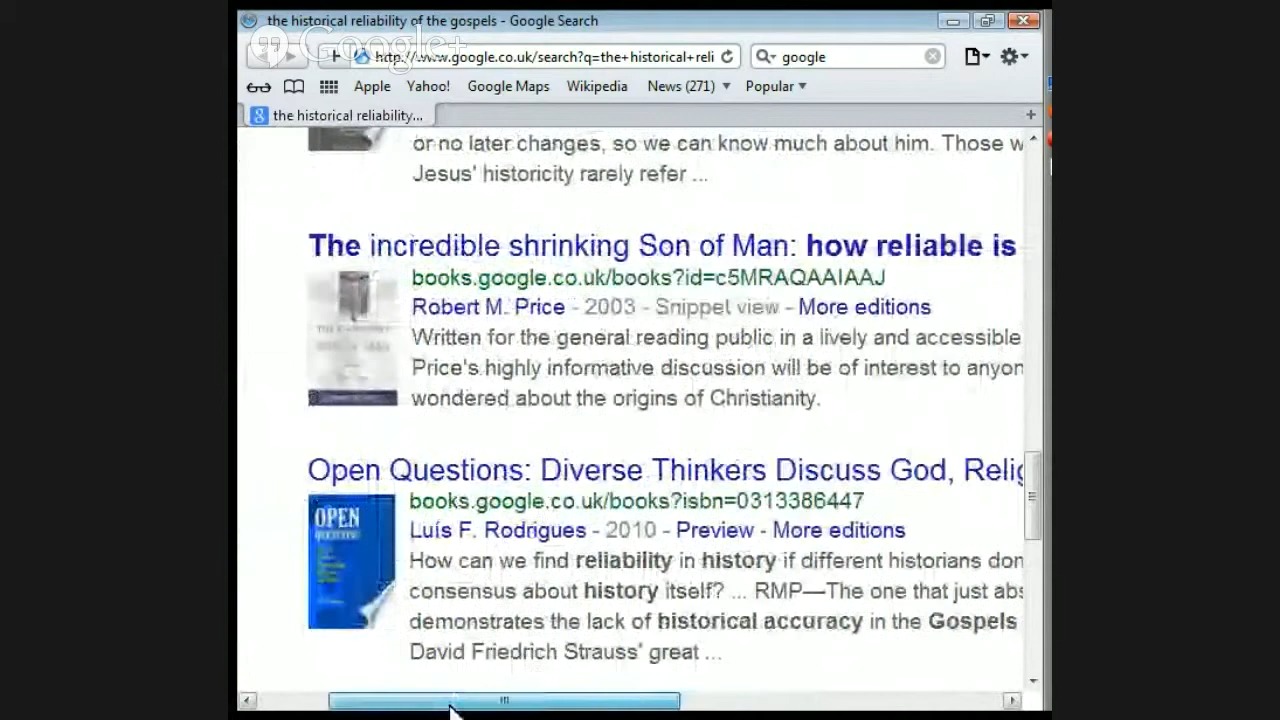 the historical reliability of the gospels - Google Search
Google+
http://www.google.co.uk/search?q=the+historical+reli
google
Apple Yahoo! Google Maps Wikipedia News (271) Popular
the historical reliability...
or no later changes, so we can know much about him. Those w
Jesus' historicity rarely refer ...
The incredible shrinking Son of Man: how reliable is
books.google.co.uk/books?id=c5MRAQAAIAAJ
Robert M. Price - 2003 - Snippet view - More editions
Written for the general reading public in a lively and accessible
Price's highly informative discussion will be of interest to anyon
wondered about the origins of Christianity.
Open Questions: Diverse Thinkers Discuss God, Relig
books.google.co.uk/books?isbn=0313386447
OPEN
Luís F. Rodrigues - 2010 - Preview - More editions
How can we find reliability in history if different historians don
consensus about history itself? ... RMP—The one that just abs
demonstrates the lack of historical accuracy in the Gospels
David Friedrich Strauss' great ...